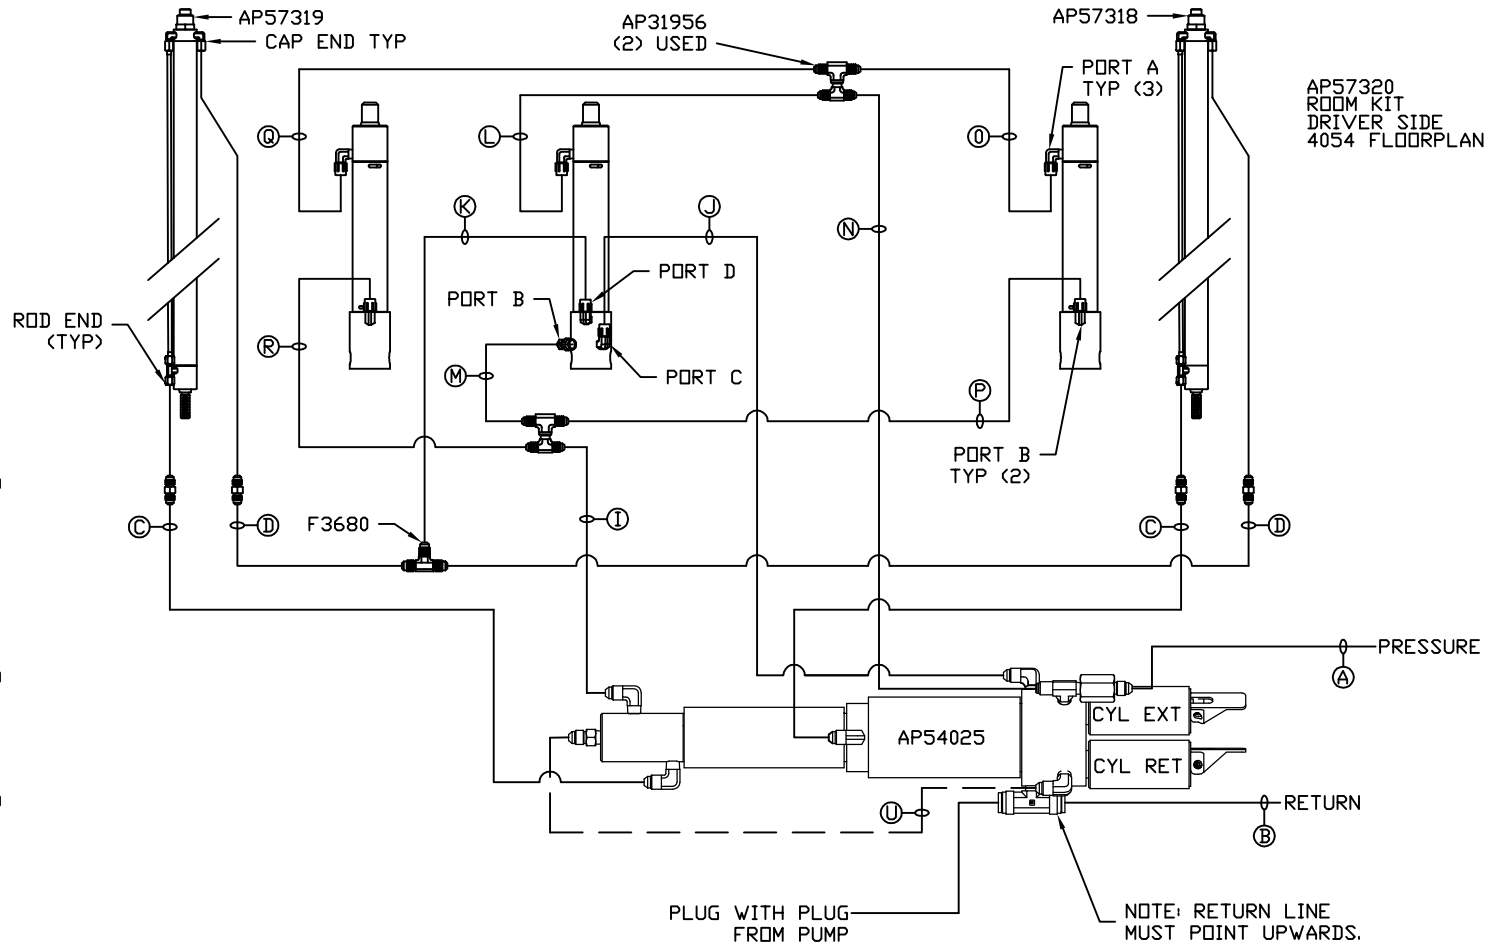 AP57319
CAP END TYP
AP31956
(2) USED
AP57318
PORT A
TYP (3)
AP57320
ROOM KIT
DRIVER SIDE
4054 FLOORPLAN
Q
L
O
K
J
N
PORT D
PORT B
ROD END
(TYP)
R
M
PORT C
P
PORT B
TYP (2)
C
D
F3680
I
C
D
PRESSURE
A
CYL EXT
AP54025
CYL RET
U
RETURN
B
PLUG WITH PLUG
FROM PUMP
NOTE: RETURN LINE
MUST POINT UPWARDS.